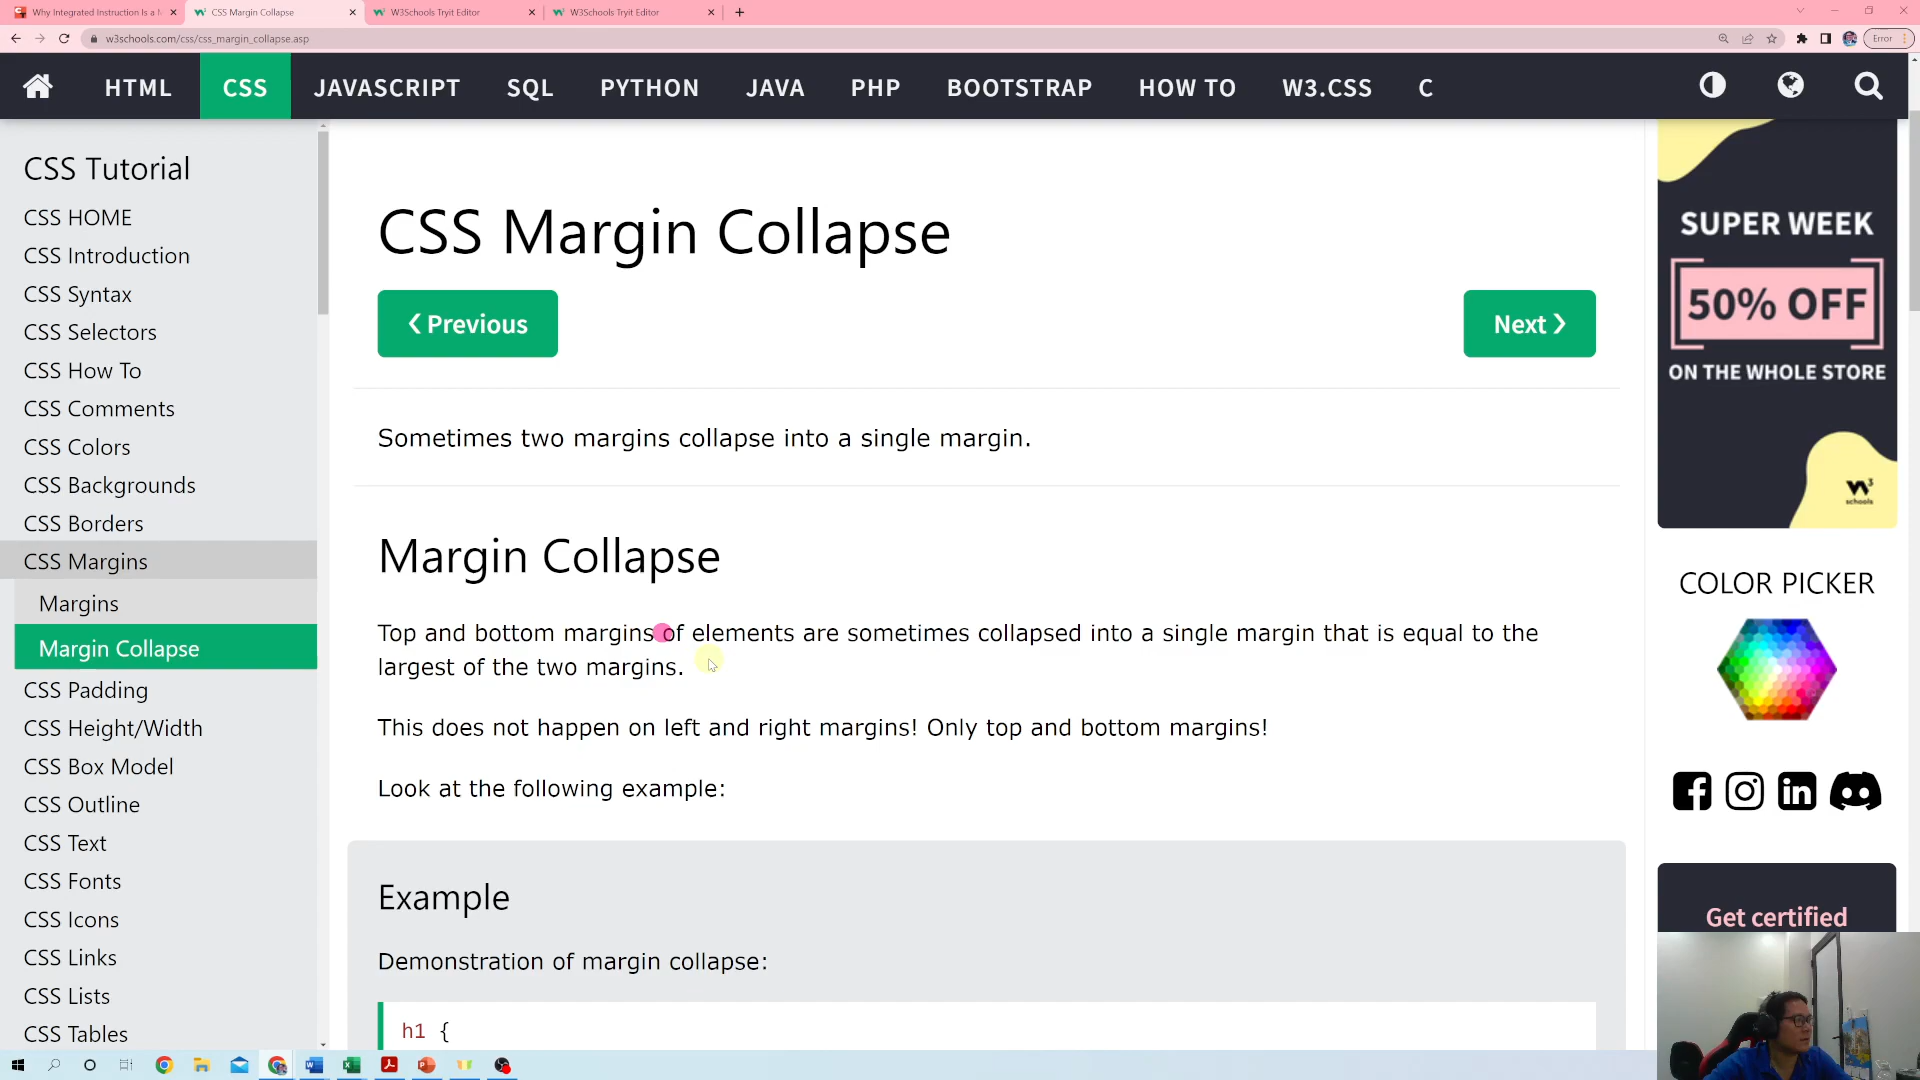 Why Integrated Instruction Is a M
CSS Margin Collapse
W3Schools Tryit Editor
W3Schools Tryit Editor
w3schools.com/css/css_margin_collapse.asp
Error
HTML
CSS
JAVASCRIPT
SQL
PYTHON
JAVA
PHP
BOOTSTRAP
HOW TO
W3.CSS
C
CSS Tutorial
CSS HOME
CSS Introduction
CSS Syntax
CSS Selectors
CSS How To
CSS Comments
CSS Colors
CSS Backgrounds
CSS Borders
CSS Margins
Margins
Margin Collapse
CSS Padding
CSS Height/Width
CSS Box Model
CSS Outline
CSS Text
CSS Fonts
CSS Icons
CSS Links
CSS Lists
CSS Tables
CSS Margin Collapse
❮ Previous
Next ❯
Sometimes two margins collapse into a single margin.
Margin Collapse
Top and bottom margins of elements are sometimes collapsed into a single margin that is equal to the
largest of the two margins.
This does not happen on left and right margins! Only top and bottom margins!
Look at the following example:
Example
Demonstration of margin collapse:
h1 {
SUPER WEEK
50% OFF
ON THE WHOLE STORE
W3
schools
COLOR PICKER
Get certified